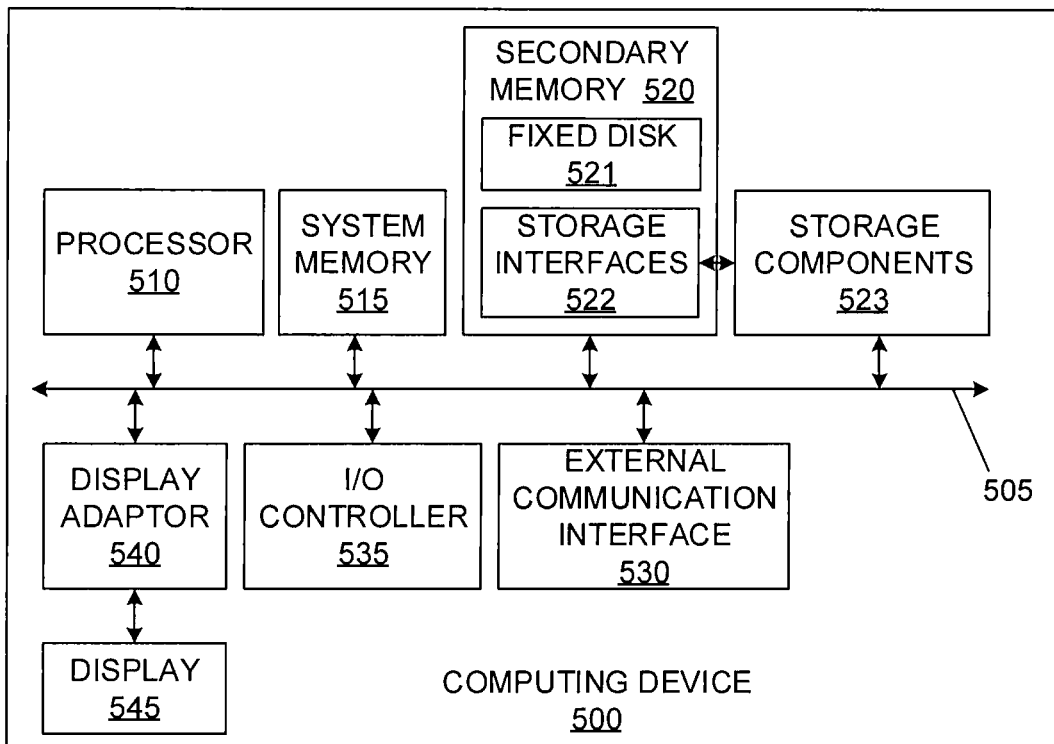 SECONDARY
MEMORY 520
FIXED DISK
521
STORAGE
INTERFACES
522
PROCESSOR
510
SYSTEM
MEMORY
515
STORAGE
COMPONENTS
523
505
DISPLAY
ADAPTOR
540
I/O
CONTROLLER
535
EXTERNAL
COMMUNICATION
INTERFACE
530
DISPLAY
545
COMPUTING DEVICE
500